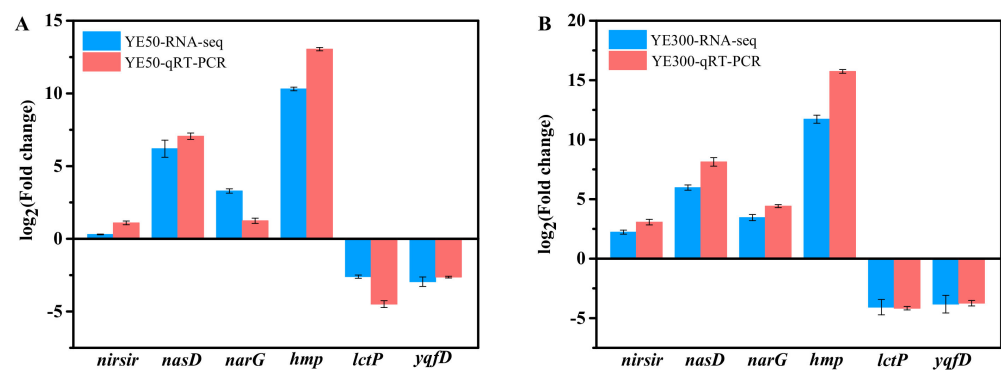 A
15
10
5
0
-5
log2(Fold change)
YE50-RNA-seq
YE50-qRT-PCR
nirsir nasD narG hmp lctP yqfD
B
20
15
10
5
0
-5
log2(Fold change)
YE300-RNA-seq
YE300-qRT-PCR
nirsir nasD narG hmp lctP yqfD